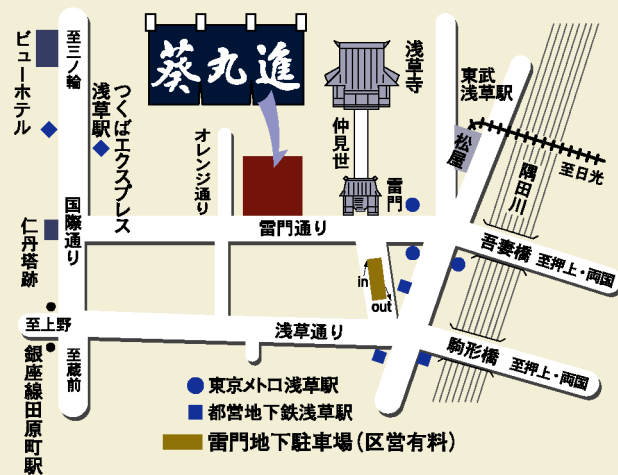 至三ノ輪
ビューホテル
つくばエクスプレス
浅草駅
葵丸進
オレンジ通り
浅草寺
仲見世
雷門
東武
浅草駅
松屋
至日光
隅田川
国際通り
仁丹塔跡
雷門通り
吾妻橋 至押上・両国
in
out
至上野
浅草通り
駒形橋 至押上・両国
銀座線田原町駅
至蔵前
東京メトロ浅草駅
都営地下鉄浅草駅
雷門地下駐車場(区営有料)